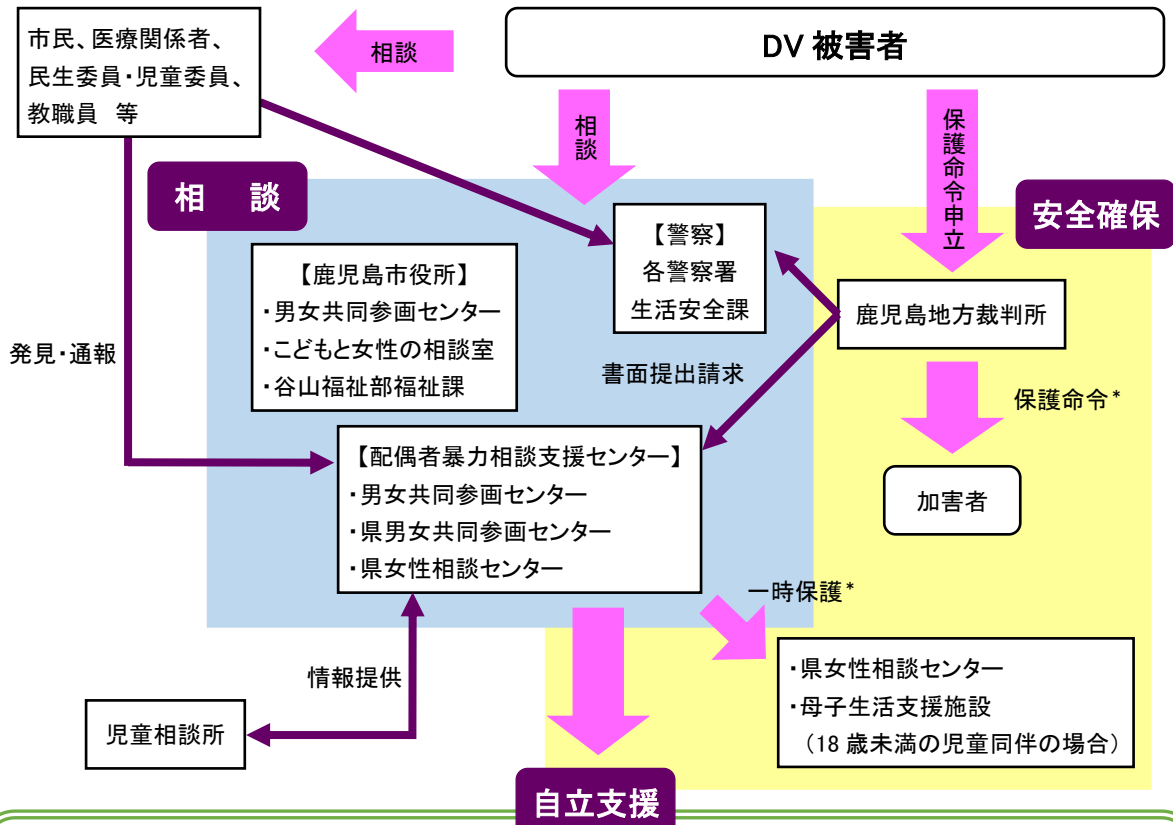 市民、医療関係者、
民生委員・児童委員、
教職員 等
相談
DV 被害者
相談
保護命令申立
相 談
安全確保
【警察】
各警察署
生活安全課
【鹿児島市役所】
・男女共同参画センター
・こどもと女性の相談室
・谷山福祉部福祉課
鹿児島地方裁判所
発見・通報
書面提出請求
保護命令*
【配偶者暴力相談支援センター】
・男女共同参画センター
・県男女共同参画センター
・県女性相談センター
加害者
一時保護*
情報提供
児童相談所
・県女性相談センター
・母子生活支援施設
（18 歳未満の児童同伴の場合）
自立支援